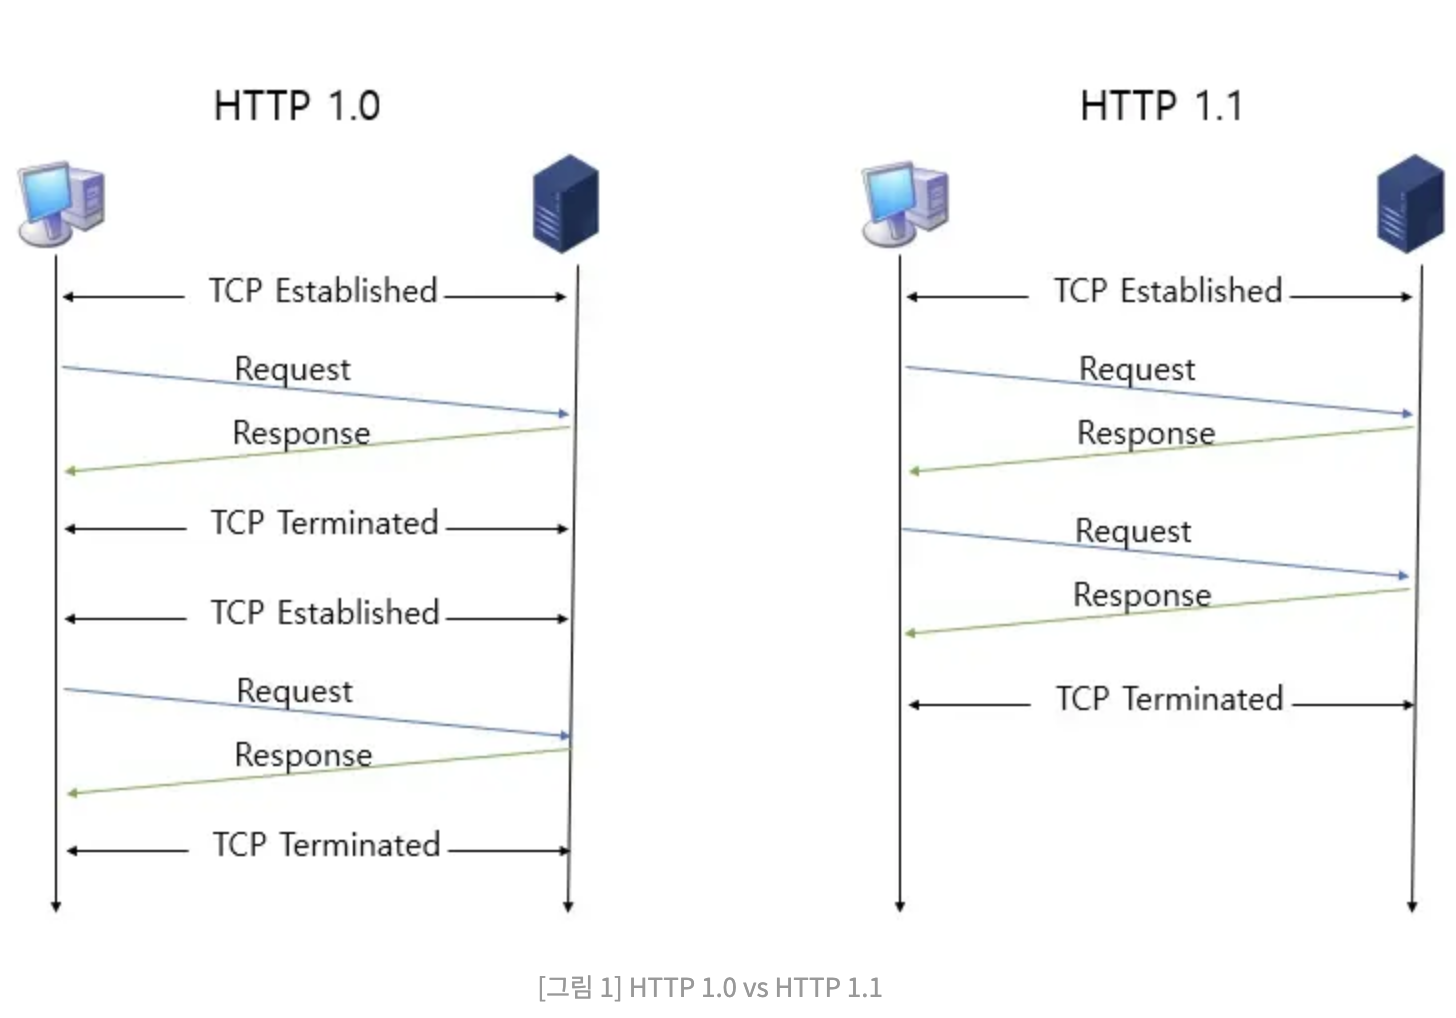 HTTP 1.0
TCP Established
Request
Response
TCP Terminated
TCP Established
Request
Response
TCP Terminated
HTTP 1.1
TCP Established
Request
Response
Request
Response
TCP Terminated
[그림 1] HTTP 1.0 vs HTTP 1.1